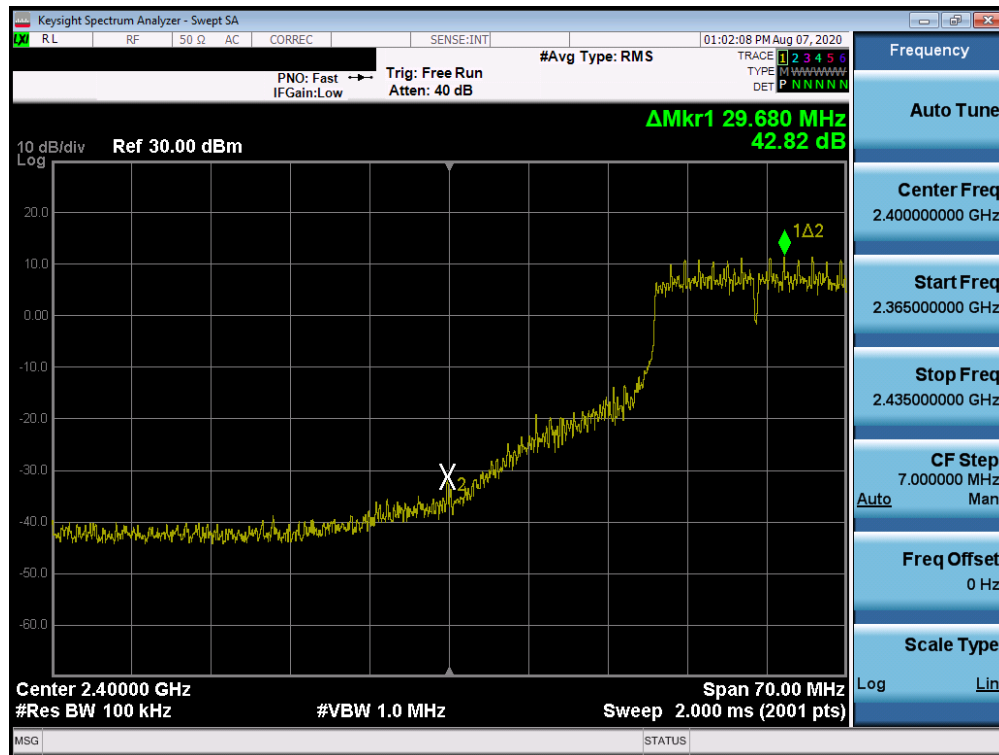 Keysight Spectrum Analyzer - Swept SA
LXI RL RF 50 Ω AC CORREC SENSE:INT 01:02:08 PM Aug 07, 2020
#Avg Type: RMS TRACE 1 2 3 4 5 6
PNO: Fast Trig: Free Run TYPE M WWWWW
IFGain:Low Atten: 40 dB DET P N N N N N
ΔMkr1 29.680 MHz
42.82 dB
10 dB/div Ref 30.00 dBm
Log
20.0
10.0
0.00
-10.0
-20.0
-30.0
-40.0
-50.0
-60.0
1Δ2
X2
Center 2.40000 GHz Span 70.00 MHz
#Res BW 100 kHz #VBW 1.0 MHz Sweep 2.000 ms (2001 pts)
MSG STATUS
Frequency
Auto Tune
Center Freq
2.400000000 GHz
Start Freq
2.365000000 GHz
Stop Freq
2.435000000 GHz
CF Step
7.000000 MHz
Auto Man
Freq Offset
0 Hz
Scale Type
Log Lin